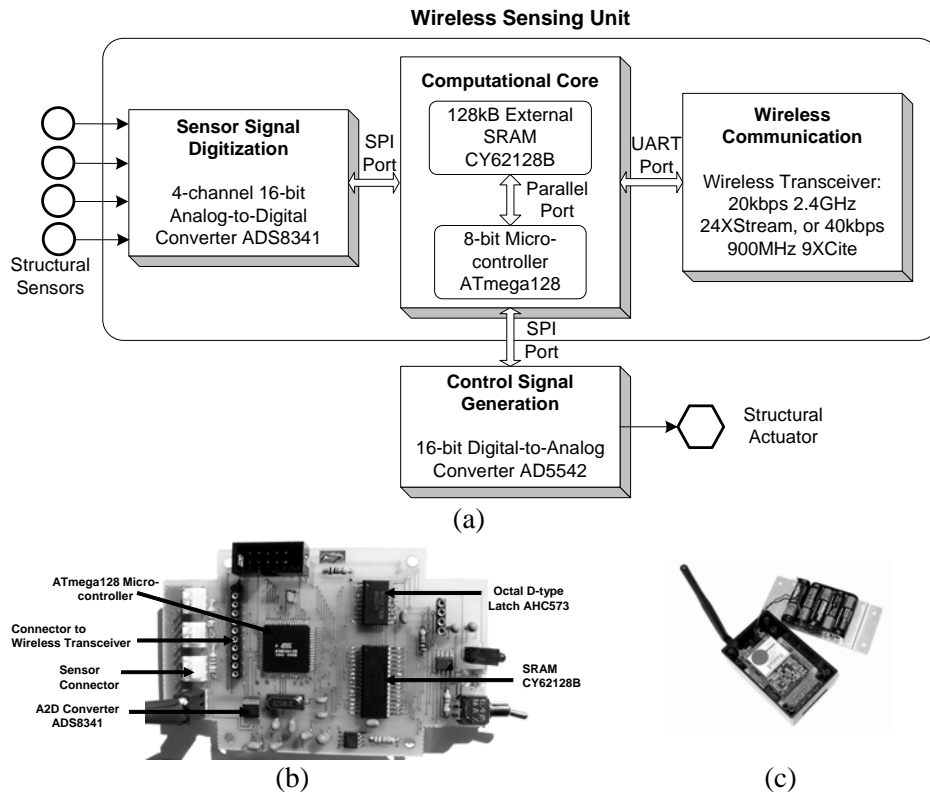 Wireless Sensing Unit
Structural
Sensors
Sensor Signal
Digitization
4-channel 16-bit
Analog-to-Digital
Converter ADS8341
SPI
Port
Computational Core
128kB External
SRAM
CY62128B
Parallel
Port
8-bit Micro-
controller
ATmega128
UART
Port
Wireless
Communication
Wireless Transceiver:
20kbps 2.4GHz
24XStream, or 40kbps
900MHz 9XCite
SPI
Port
Control Signal
Generation
16-bit Digital-to-Analog
Converter AD5542
Structural
Actuator
(a)
ATmega128 Micro-
controller
Connector to
Wireless Transceiver
Sensor
Connector
A2D Converter
ADS8341
Octal D-type
Latch AHC573
SRAM
CY62128B
(b)
(c)